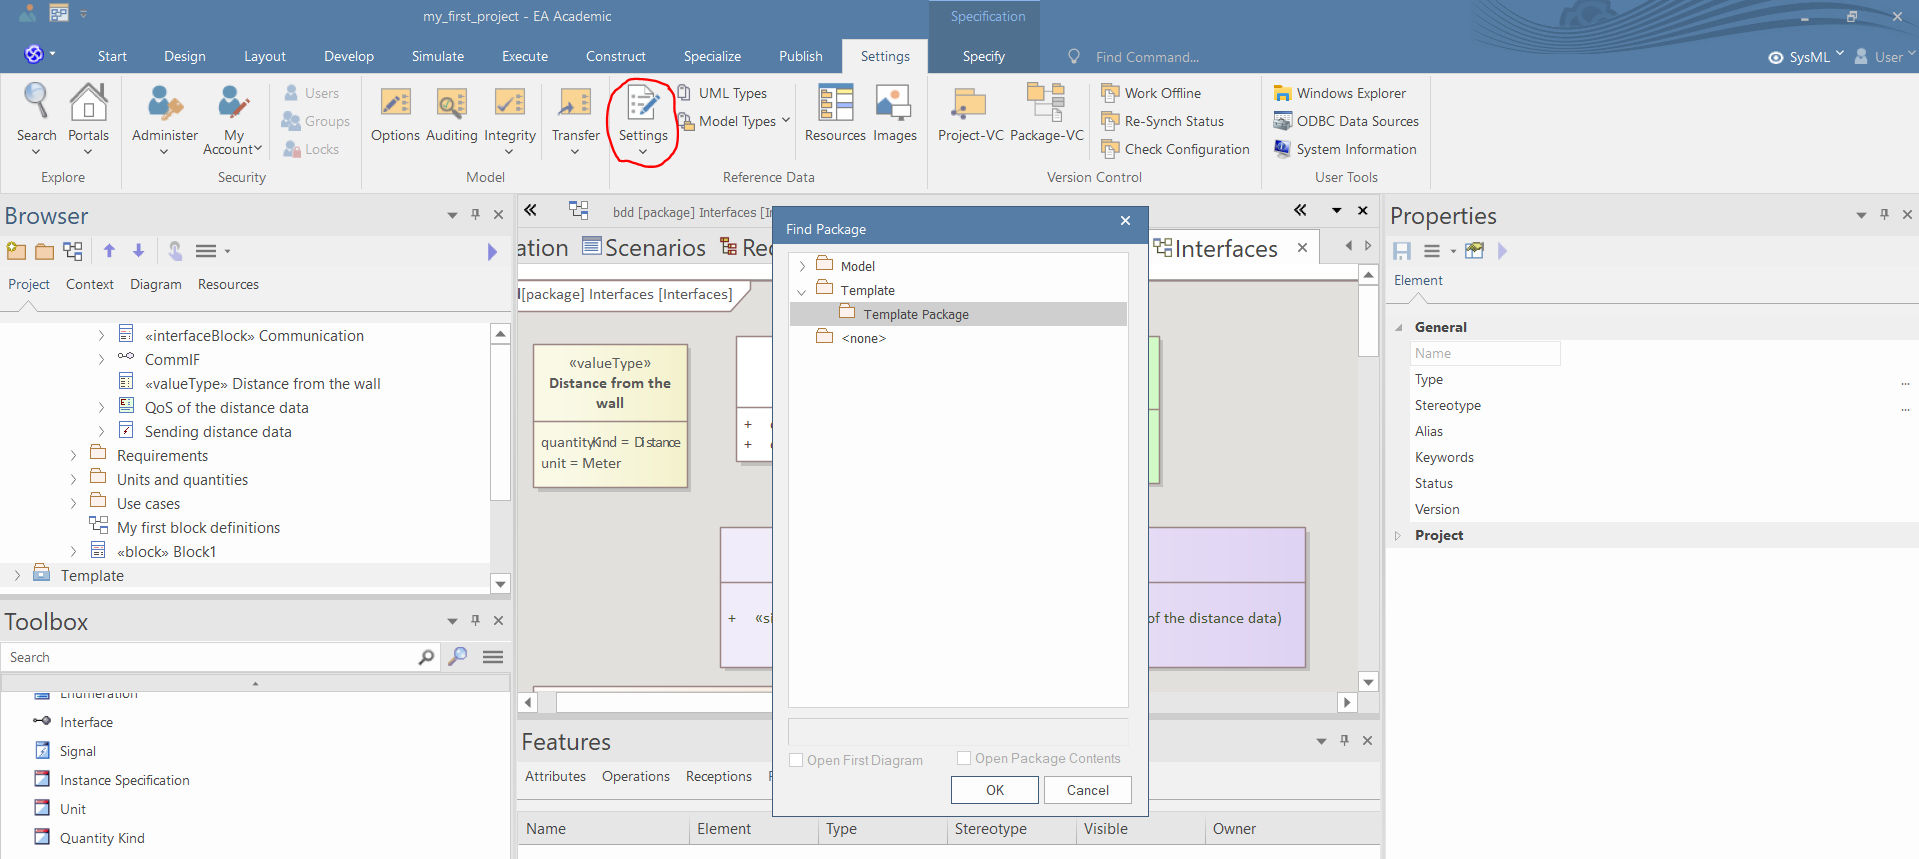 my_first_project - EA Academic
Specification
Start Design Layout Develop Simulate Execute Construct Specialize Publish Settings Specify Find Command... SysML User
Search Portals
Explore
Administer My Account Users Groups Locks
Security
Options Auditing Integrity
Model
Transfer Settings UML Types Model Types Resources Images
Reference Data
Project-VC Package-VC Work Offline Re-Synch Status Check Configuration
Version Control
Windows Explorer
ODBC Data Sources
System Information
User Tools
Browser
Project Context Diagram Resources
«interfaceBlock» Communication
CommIF
«valueType» Distance from the wall
QoS of the distance data
Sending distance data
Requirements
Units and quantities
Use cases
My first block definitions
«block» Block1
Template
Toolbox
Search
Enumeration
Interface
Signal
Instance Specification
Unit
Quantity Kind
bdd [package] Interfaces
Scenarios
Interfaces
[package] Interfaces [Interfaces]
«valueType»
Distance from the
wall
quantityKind = Distance
unit = Meter
+
+
+
of the distance data)
Find Package
Model
Template
Template Package
<none>
Open First Diagram Open Package Contents
OK Cancel
Features
Attributes Operations Receptions
Name Element Type Stereotype Visible Owner
Properties
Element
General
Name
Type ...
Stereotype ...
Alias
Keywords
Status
Version
Project